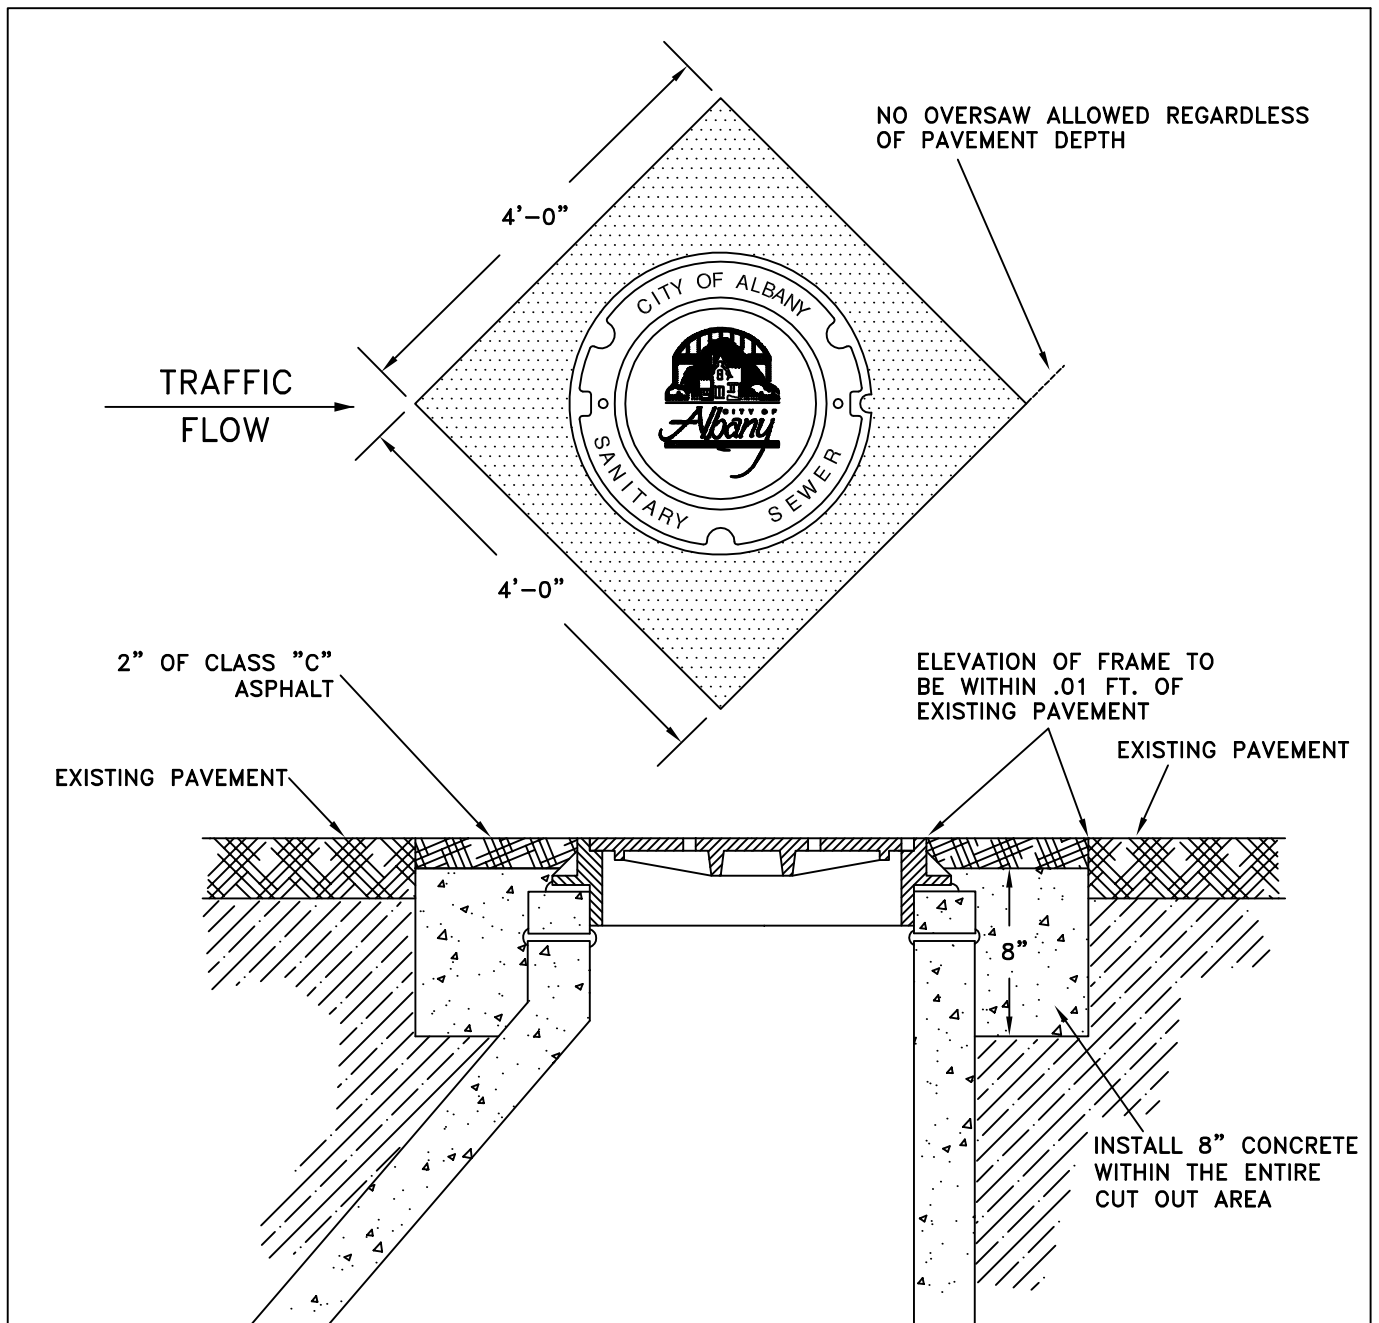 NO OVERSAW ALLOWED REGARDLESS
OF PAVEMENT DEPTH
4'-0"
CITY OF ALBANY
TRAFFIC
FLOW
CITY OF
Albany
SANITARY SEWER
4'-0"
2" OF CLASS "C"
ASPHALT
ELEVATION OF FRAME TO
BE WITHIN .01 FT. OF
EXISTING PAVEMENT
EXISTING PAVEMENT
EXISTING PAVEMENT
8"
INSTALL 8" CONCRETE
WITHIN THE ENTIRE
CUT OUT AREA